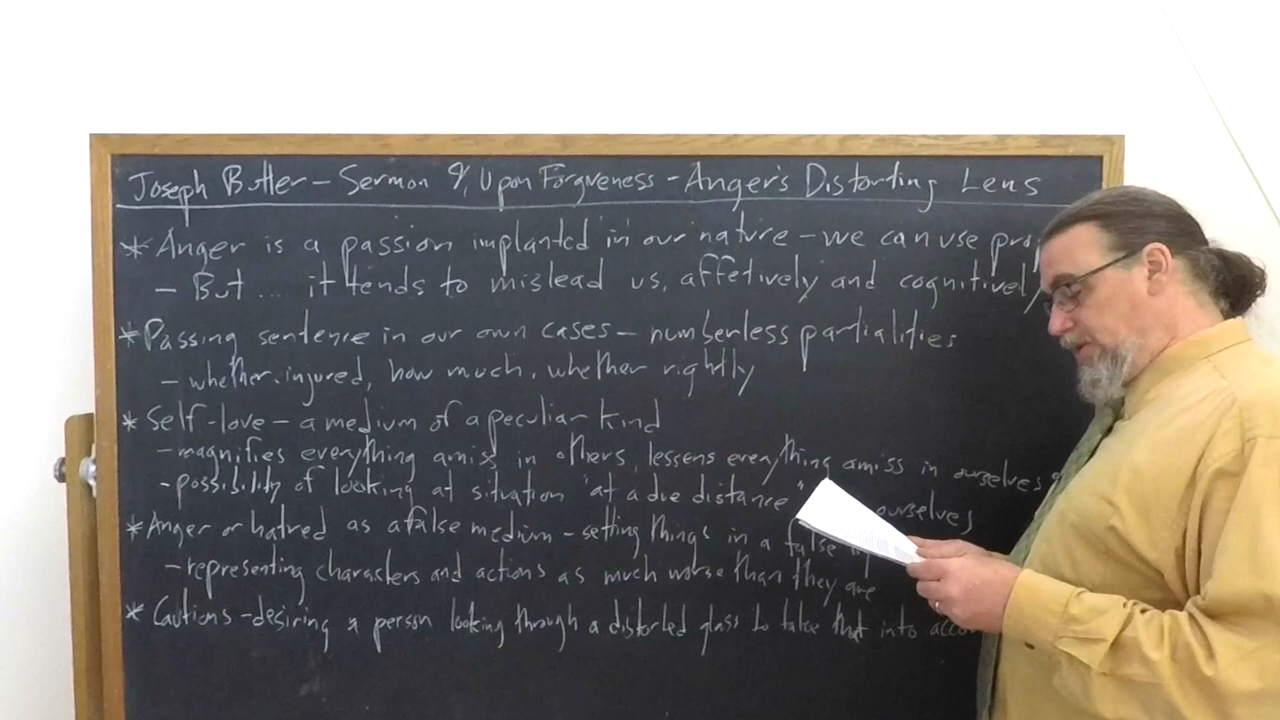 Joseph Butler – Sermon 9, Upon Forgiveness – Anger's Distorting Lens
* Anger is a passion implanted in our nature – we can use
– But ... it tends to mislead us, affetively and cognitively
* Passing sentence in our own cases – numberless partialities
– whether injured, how much, whether rightly
* Self-love – a medium of a peculiar kind
– magnifies everything amiss in others, lessens everything amiss in ourselves
– possibility of looking at situation "at a due distance" ourselves
* Anger or hatred as a false medium – setting things in a false
– representing characters and actions as much worse than they are
* Cautions – desiring a person looking through a distorted glass to take that into